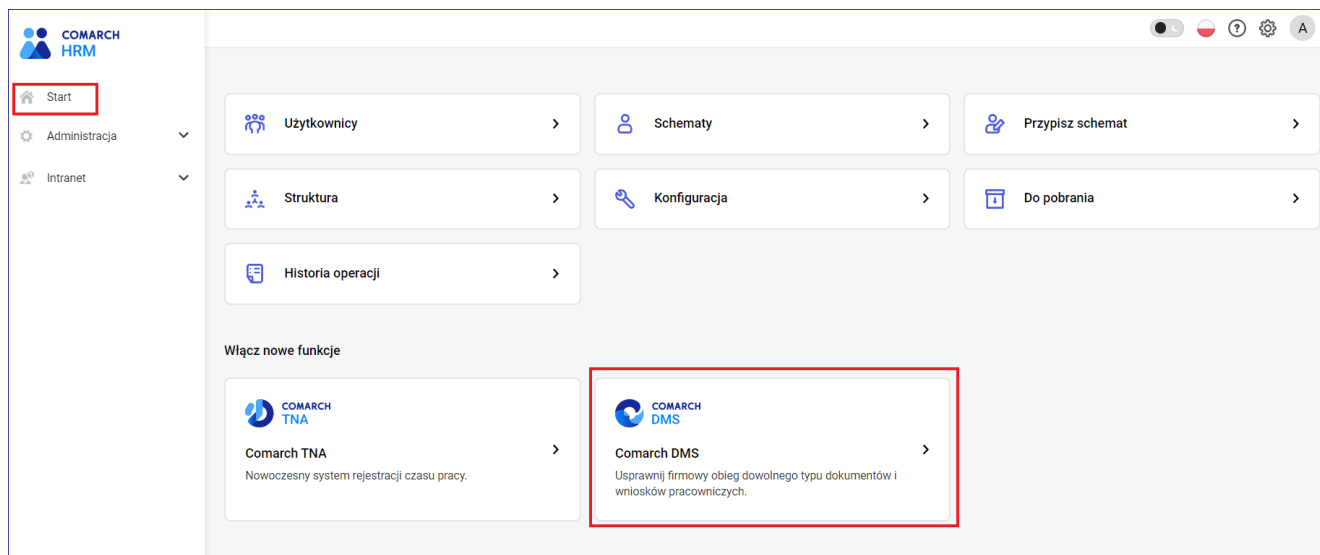 COMARCH
HRM
A
Start
Administracja
Intranet
Użytkownicy
Schematy
Przypisz schemat
Struktura
Konfiguracja
Do pobrania
Historia operacji
Włącz nowe funkcje
COMARCH
TNA
Comarch TNA
Nowoczesny system rejestracji czasu pracy.
COMARCH
DMS
Comarch DMS
Usprawnij firmowy obieg dowolnego typu dokumentów i
wniosków pracowniczych.